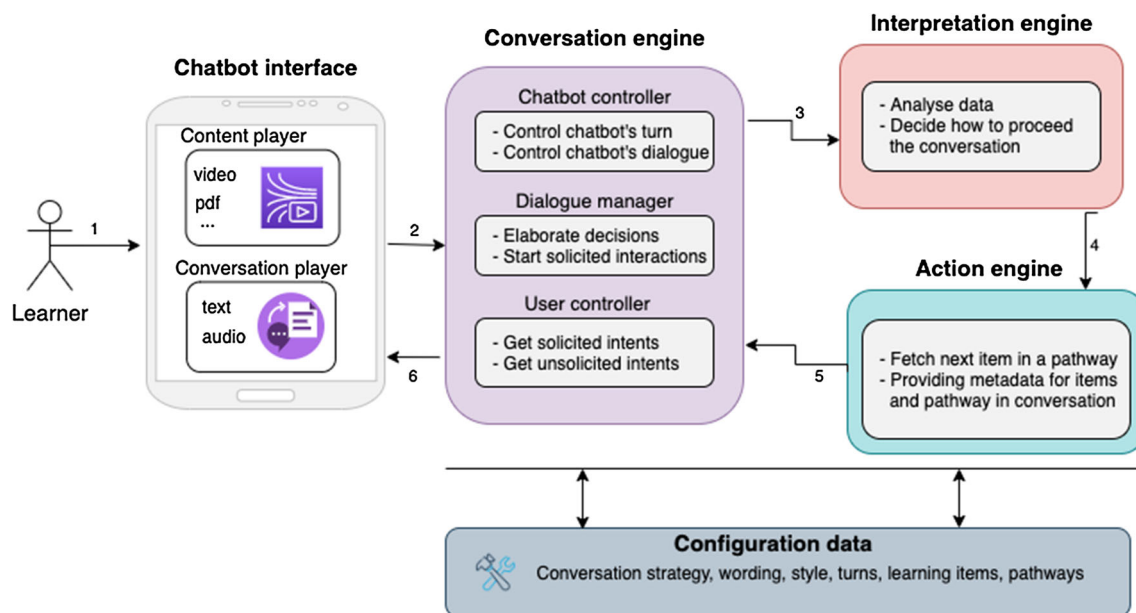 Chatbot interface
Content player
video
pdf
...
Conversation player
text
audio
Learner
1
2
6
Conversation engine
Chatbot controller
- Control chatbot's turn
- Control chatbot's dialogue
Dialogue manager
- Elaborate decisions
- Start solicited interactions
User controller
- Get solicited intents
- Get unsolicited intents
3
Interpretation engine
- Analyse data
- Decide how to proceed
the conversation
4
Action engine
- Fetch next item in a pathway
- Providing metadata for items
and pathway in conversation
5
Configuration data
Conversation strategy, wording, style, turns, learning items, pathways